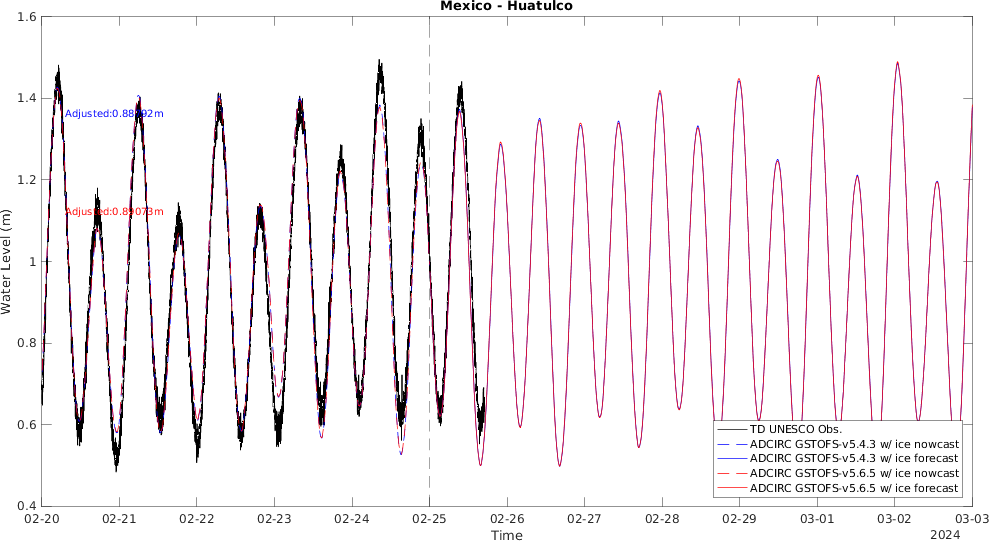 Mexico - Huatulco
1.6
1.4
1.2
1
0.8
0.6
0.4
Water Level (m)
Adjusted:0.89073m
TD UNESCO Obs.
ADCIRC GSTOFS-v5.4.3 w/ ice nowcast
ADCIRC GSTOFS-v5.4.3 w/ ice forecast
ADCIRC GSTOFS-v5.6.5 w/ ice nowcast
ADCIRC GSTOFS-v5.6.5 w/ ice forecast
02-20 02-21 02-22 02-23 02-24 02-25 02-26 02-27 02-28 02-29 03-01 03-02 03-03
Time
2024